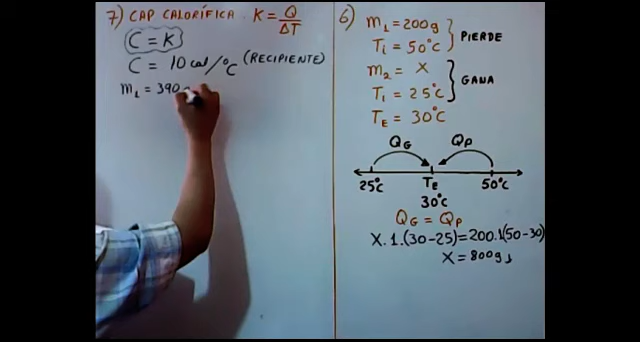 7) CAP CALORÍFICA K = Q / ΔT
C = K
C = 10 cal/°C (RECIPIENTE)
m₁ = 390
6) m₁ = 200g
T₁ = 50°C
PIERDE
m₂ = X
T₁ = 25°C
GANA
T_E = 30°C
Q_G Q_P
25°C T_E 50°C
30°C
Q_G = Q_P
X.1.(30-25)=200.1(50-30)
X = 800g